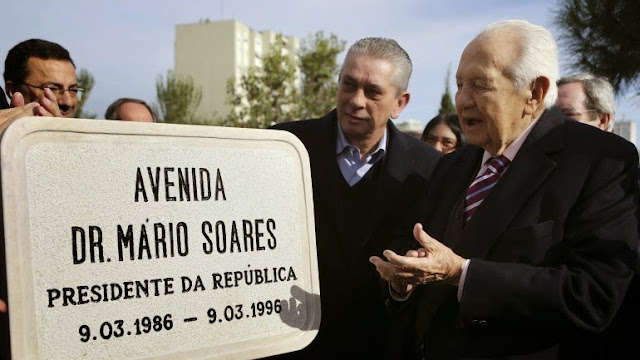 AVENIDA
DR. MÁRIO SOARES
PRESIDENTE DA REPÚBLICA
9.03.1986 – 9.03.1996